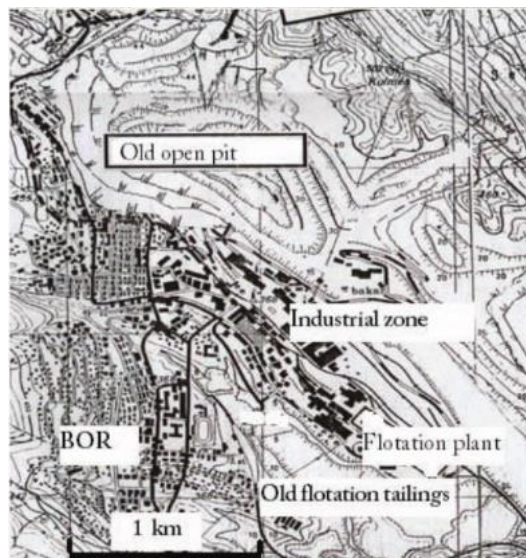 Old open pit
Industrial zone
BOR
Flotation plant
Old flotation tailings
1 km